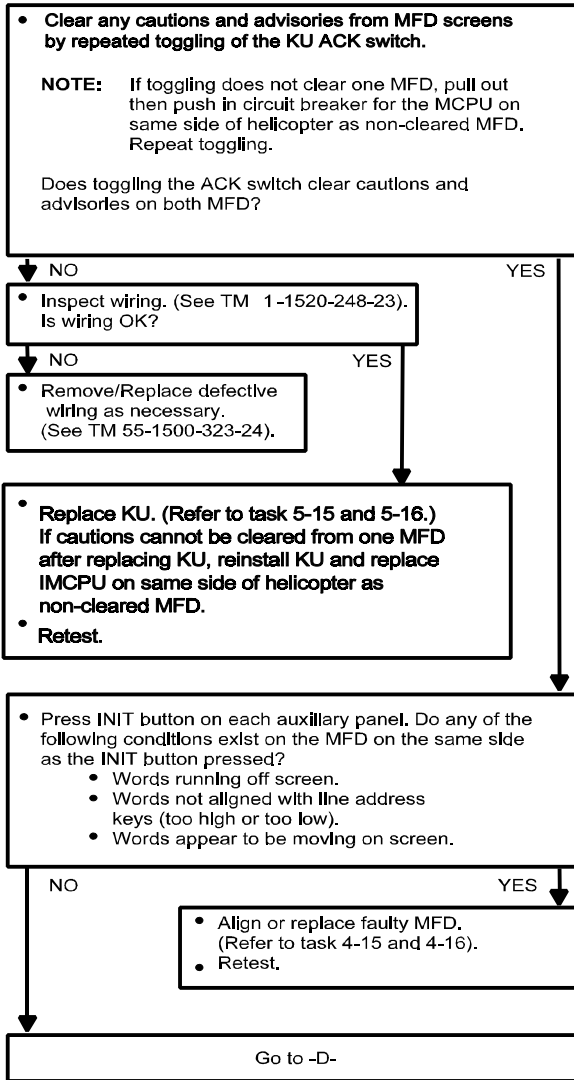 • Clear any cautions and advisories from MFD screens
by repeated toggling of the KU ACK switch.
NOTE: If toggling does not clear one MFD, pull out
then push in circuit breaker for the MCPU on
same side of helicopter as non-cleared MFD.
Repeat toggling.
Does toggling the ACK switch clear cautions and
advisories on both MFD?
NO YES
• Inspect wiring. (See TM 1-1520-248-23).
Is wiring OK?
NO YES
• Remove/Replace defective
wiring as necessary.
(See TM 55-1500-323-24).
• Replace KU. (Refer to task 5-15 and 5-16.)
If cautions cannot be cleared from one MFD
after replacing KU, reinstall KU and replace
IMCPU on same side of helicopter as
non-cleared MFD.
• Retest.
• Press INIT button on each auxillary panel. Do any of the
following conditions exist on the MFD on the same side
as the INIT button pressed?
• Words running off screen.
• Words not aligned with line address
keys (too high or too low).
• Words appear to be moving on screen.
NO YES
• Align or replace faulty MFD.
(Refer to task 4-15 and 4-16).
• Retest.
Go to -D-